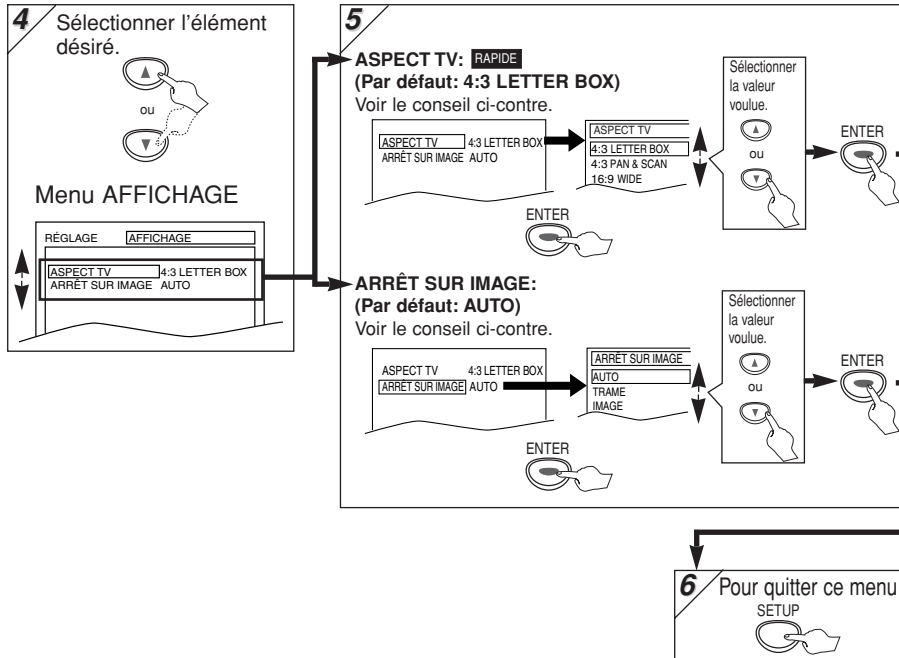 4 Sélectionner l'élément
désiré.
ou
Menu AFFICHAGE
RÉGLAGE AFFICHAGE
ASPECT TV 4:3 LETTER BOX
ARRÊT SUR IMAGE AUTO
5
ASPECT TV: RAPIDE
(Par défaut: 4:3 LETTER BOX)
Voir le conseil ci-contre.
ASPECT TV 4:3 LETTER BOX
ARRÊT SUR IMAGE AUTO
ENTER
ASPECT TV
4:3 LETTER BOX
4:3 PAN & SCAN
16:9 WIDE
Sélectionner
la valeur
voulue.
ou
ENTER
ARRÊT SUR IMAGE:
(Par défaut: AUTO)
Voir le conseil ci-contre.
ASPECT TV 4:3 LETTER BOX
ARRÊT SUR IMAGE AUTO
ENTER
ARRÊT SUR IMAGE
AUTO
TRAME
IMAGE
Sélectionner
la valeur
voulue.
ou
ENTER
6 Pour quitter ce menu
SETUP